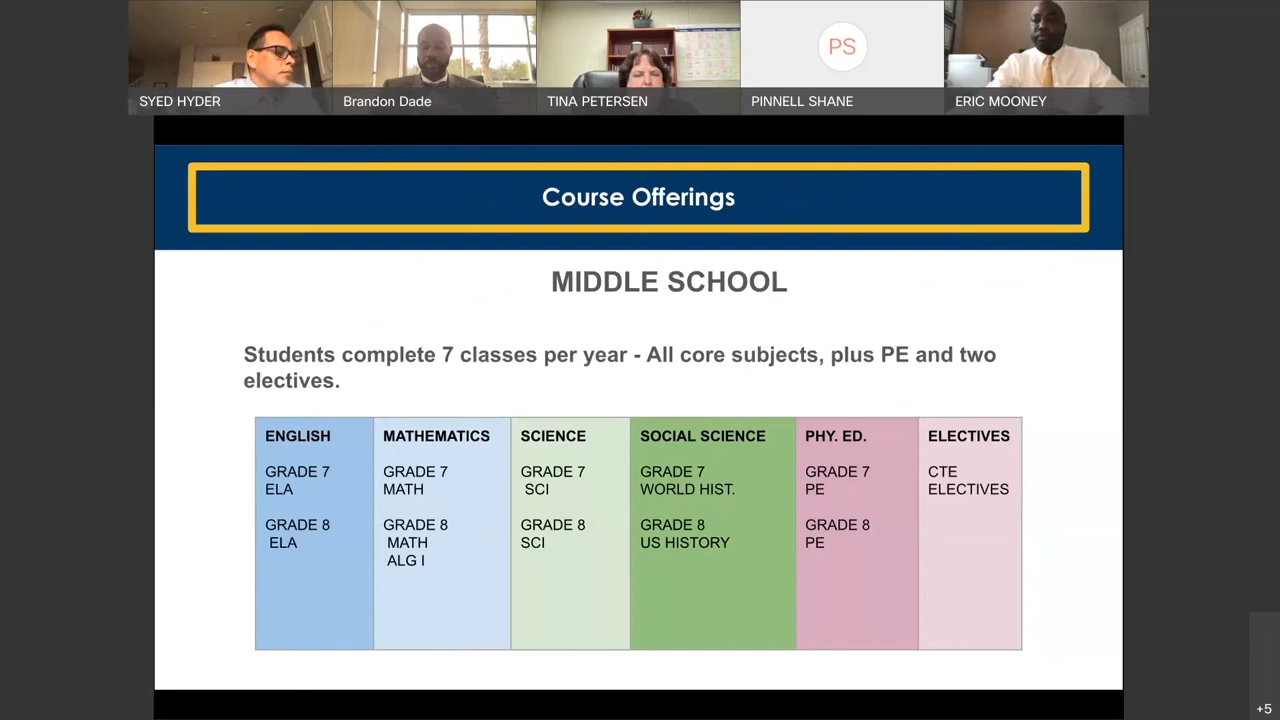 SYED HYDER
Brandon Dade
TINA PETERSEN
PS
PINNELL SHANE
ERIC MOONEY
Course Offerings
MIDDLE SCHOOL
Students complete 7 classes per year - All core subjects, plus PE and two
electives.
ENGLISH
GRADE 7
ELA
GRADE 8
ELA
MATHEMATICS
GRADE 7
MATH
GRADE 8
MATH
ALG I
SCIENCE
GRADE 7
SCI
GRADE 8
SCI
SOCIAL SCIENCE
GRADE 7
WORLD HIST.
GRADE 8
US HISTORY
PHY. ED.
GRADE 7
PE
GRADE 8
PE
ELECTIVES
CTE
ELECTIVES
+5